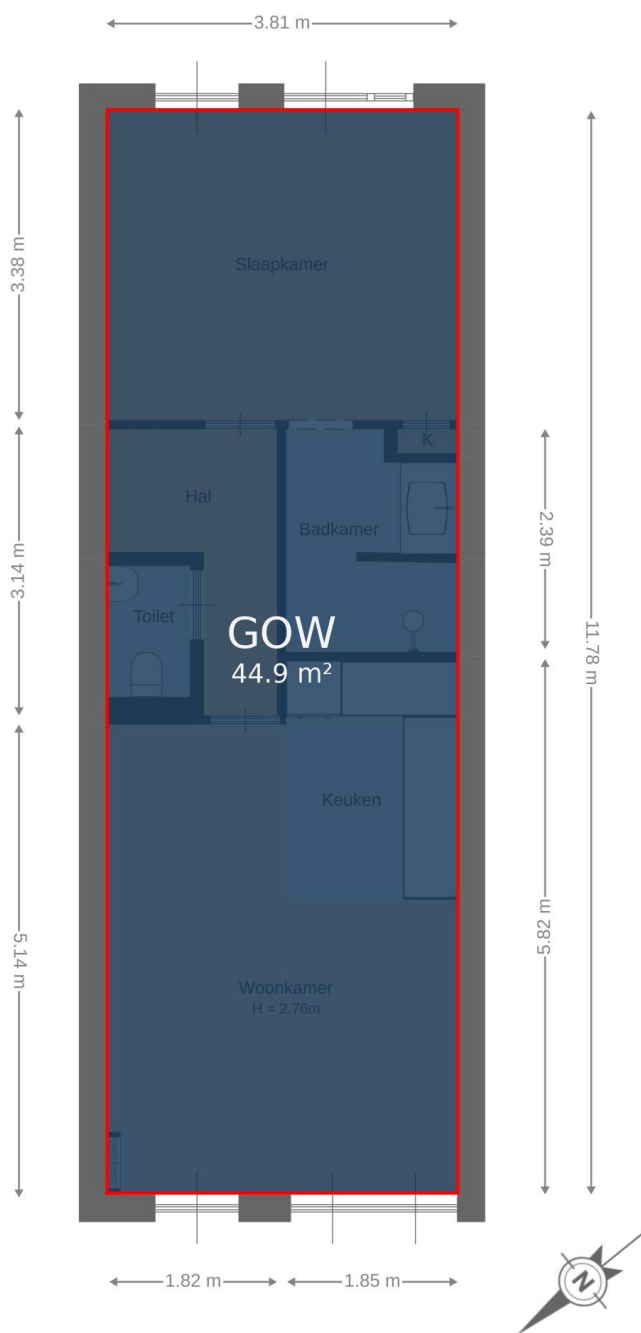 3.81 m
3.38 m
Slaapkamer
K
Hal
Badkamer
2.39 m
3.14 m
Toilet
GOW
44.9 m²
11.78 m
Keuken
5.82 m
5.14 m
Woonkamer
H = 2.76m
1.82 m
1.85 m
N